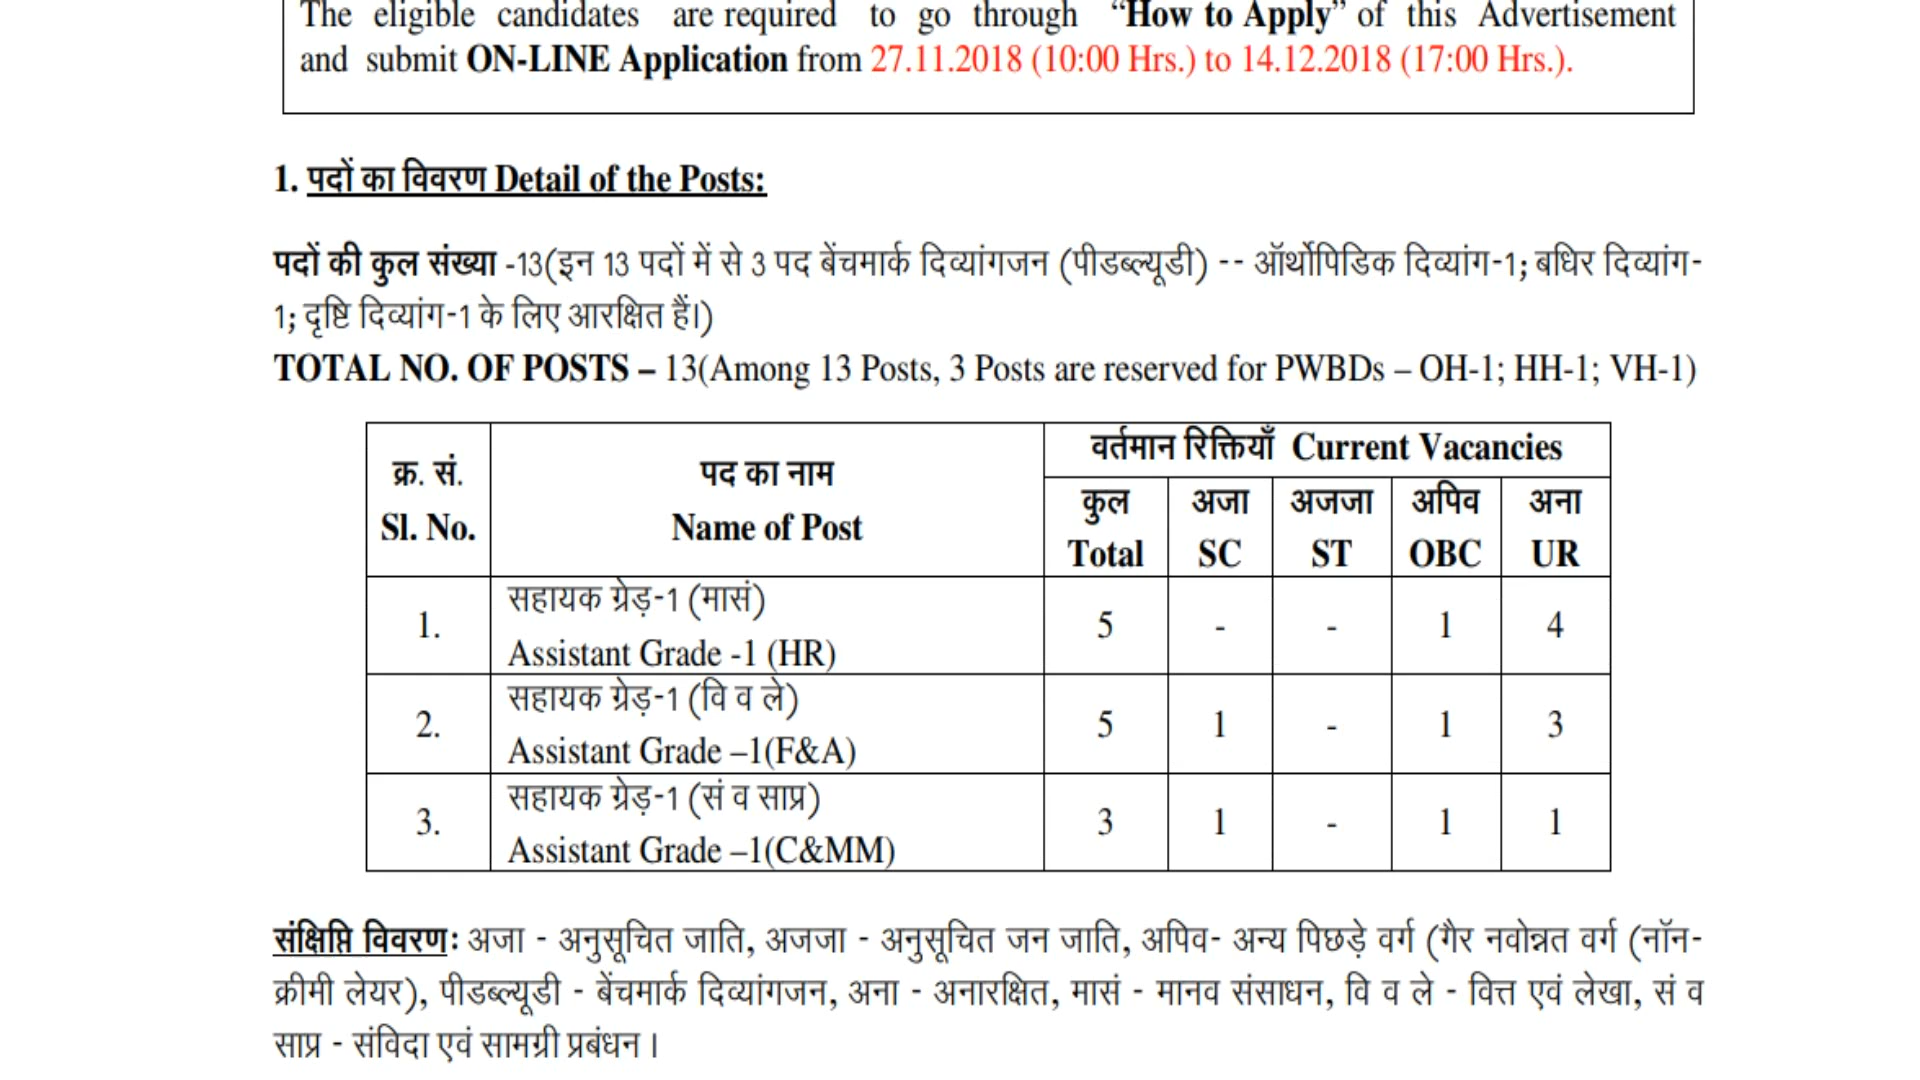 The eligible candidates are required to go through “How to Apply” of this Advertisement
and submit ON-LINE Application from 27.11.2018 (10:00 Hrs.) to 14.12.2018 (17:00 Hrs.).
1. पदों का विवरण Detail of the Posts:
पदों की कुल संख्या -13(इन 13 पदों में से 3 पद बेंचमार्क दिव्यांगजन (पीडब्ल्यूडी) -- ऑर्थोपिडिक दिव्यांग-1; बधिर दिव्यांग-
1; दृष्टि दिव्यांग-1 के लिए आरक्षित हैं।)
TOTAL NO. OF POSTS – 13(Among 13 Posts, 3 Posts are reserved for PWBDs – OH-1; HH-1; VH-1)
क्र. सं. पद का नाम वर्तमान रिक्तियाँ Current Vacancies
Sl. No. Name of Post
कुल अजा अजजा अपिव अना
Total SC ST OBC UR
सहायक ग्रेड़-1 (मासं)
1. 5 - - 1 4
Assistant Grade -1 (HR)
सहायक ग्रेड़-1 (वि व ले)
2. 5 1 - 1 3
Assistant Grade –1(F&A)
सहायक ग्रेड़-1 (सं व साप्र)
3. 3 1 - 1 1
Assistant Grade –1(C&MM)
संक्षिप्ति विवरण: अजा - अनुसूचित जाति, अजजा - अनुसूचित जन जाति, अपिव- अन्य पिछड़े वर्ग (गैर नवोन्नत वर्ग (नॉन-
क्रीमी लेयर), पीडब्ल्यूडी - बेंचमार्क दिव्यांगजन, अना - अनारक्षित, मासं - मानव संसाधन, वि व ले - वित्त एवं लेखा, सं व
साप्र - संविदा एवं सामग्री प्रबंधन ।